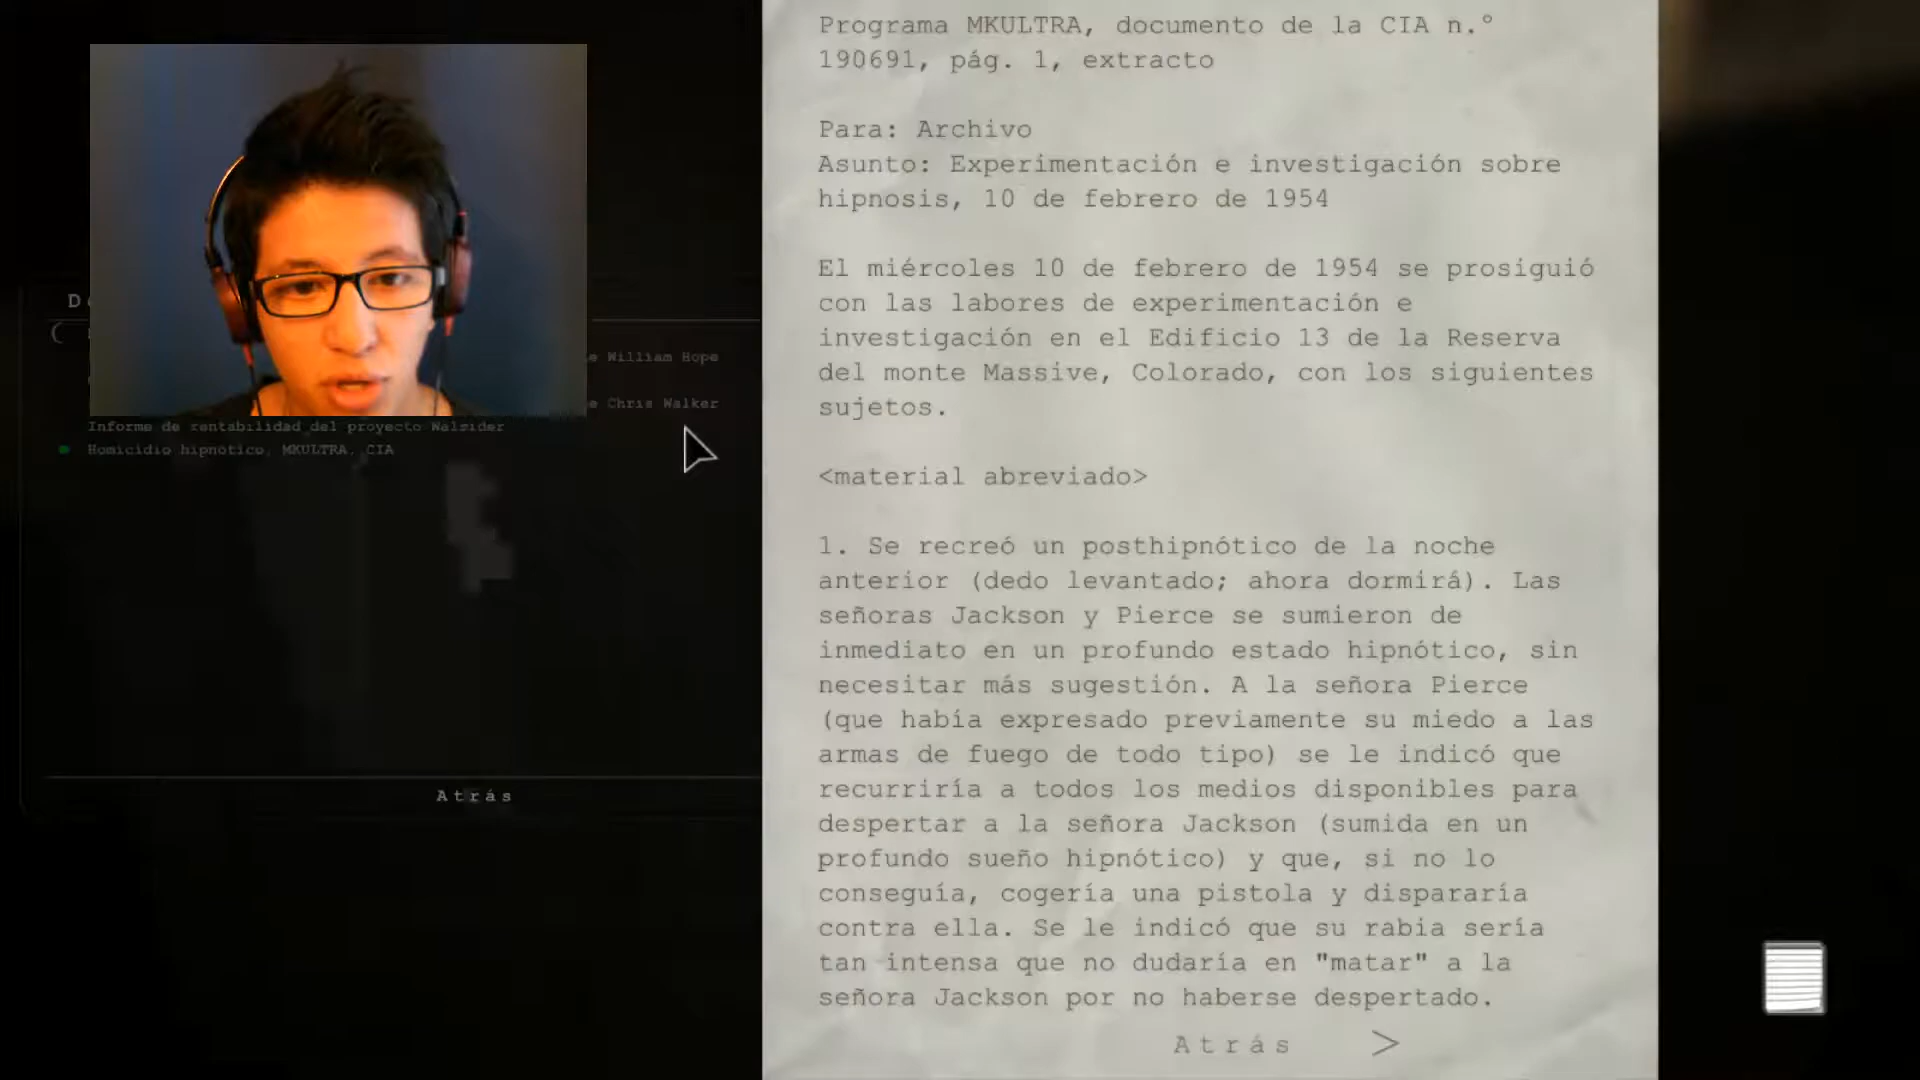 Programa MKULTRA, documento de la CIA n.º
190691, pág. 1, extracto
Para: Archivo
Asunto: Experimentación e investigación sobre
hipnosis, 10 de febrero de 1954
El miércoles 10 de febrero de 1954 se prosiguió
con las labores de experimentación e
investigación en el Edificio 13 de la Reserva
del monte Massive, Colorado, con los siguientes
sujetos.
<material abreviado>
1. Se recreó un posthipnótico de la noche
anterior (dedo levantado; ahora dormirá). Las
señoras Jackson y Pierce se sumieron de
inmediato en un profundo estado hipnótico, sin
necesitar más sugestión. A la señora Pierce
(que había expresado previamente su miedo a las
armas de fuego de todo tipo) se le indicó que
recurriría a todos los medios disponibles para
despertar a la señora Jackson (sumida en un
profundo sueño hipnótico) y que, si no lo
conseguía, cogería una pistola y dispararía
contra ella. Se le indicó que su rabia sería
tan intensa que no dudaría en "matar" a la
señora Jackson por no haberse despertado.
Atrás >
William Hope
Chris Walker
Informe de rentabilidad del proyecto Walsider
Homicidio hipnótico, MKULTRA, CIA
Atrás